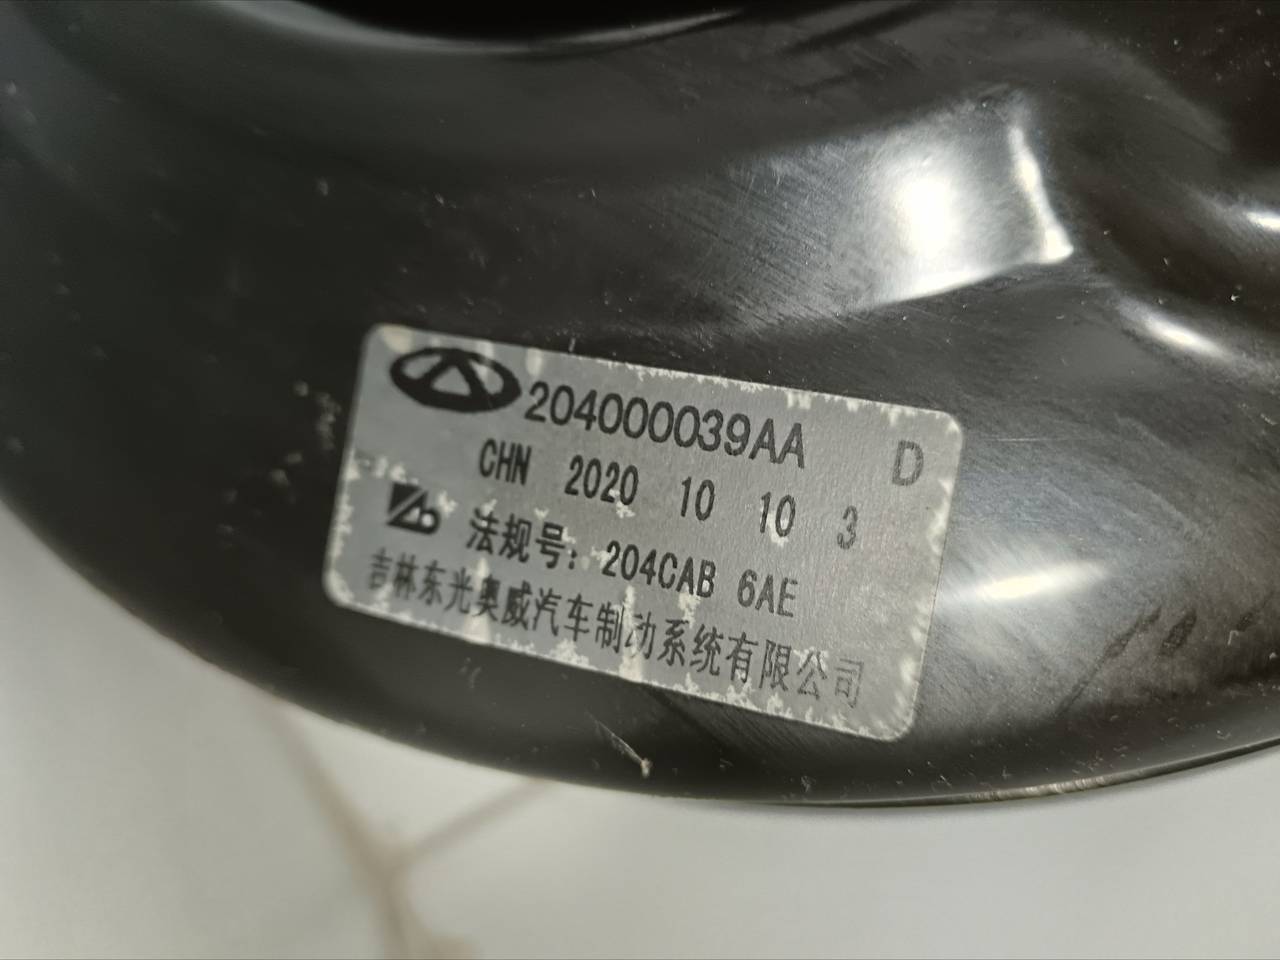 204000039AA D
CHN 2020 10 10 3
法规号: 204CAB 6AE
吉林东光奥威汽车制动系统有限公司